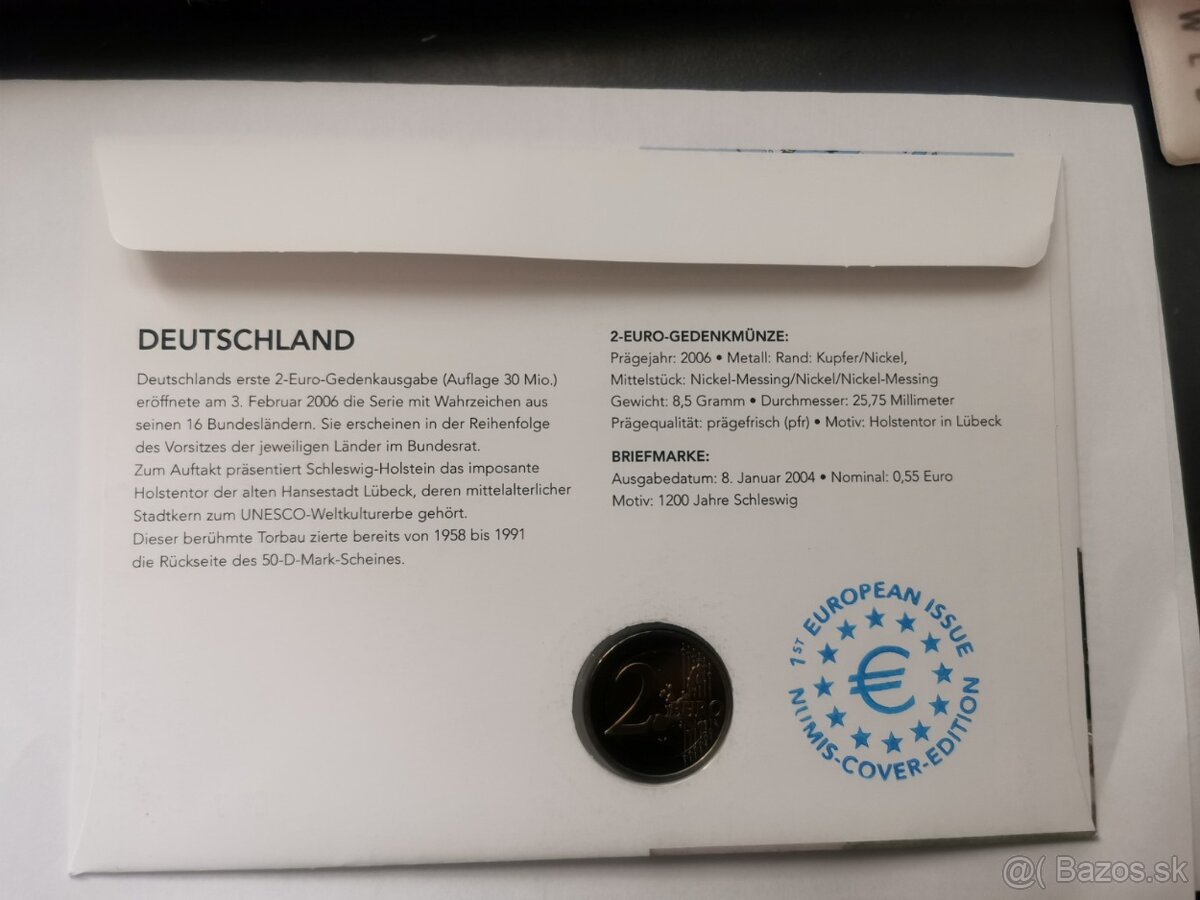 DEUTSCHLAND
Deutschlands erste 2-Euro-Gedenkausgabe (Auflage 30 Mio.)
eröffnete am 3. Februar 2006 die Serie mit Wahrzeichen aus
seinen 16 Bundesländern. Sie erscheinen in der Reihenfolge
des Vorsitzes der jeweiligen Länder im Bundesrat.
Zum Auftakt präsentiert Schleswig-Holstein das imposante
Holstentor der alten Hansestadt Lübeck, deren mittelalterlicher
Stadtkern zum UNESCO-Weltkulturerbe gehört.
Dieser berühmte Torbau zierte bereits von 1958 bis 1991
die Rückseite des 50-D-Mark-Scheines.
2-EURO-GEDENKMÜNZE:
Prägejahr: 2006 • Metall: Rand: Kupfer/Nickel,
Mittelstück: Nickel-Messing/Nickel/Nickel-Messing
Gewicht: 8,5 Gramm • Durchmesser: 25,75 Millimeter
Prägequalität: prägefrisch (pfr) • Motiv: Holstentor in Lübeck
BRIEFMARKE:
Ausgabedatum: 8. Januar 2004 • Nominal: 0,55 Euro
Motiv: 1200 Jahre Schleswig
2
1ST EUROPEAN ISSUE
€
NUMIS-COVER-EDITION
@( Bazos.sk